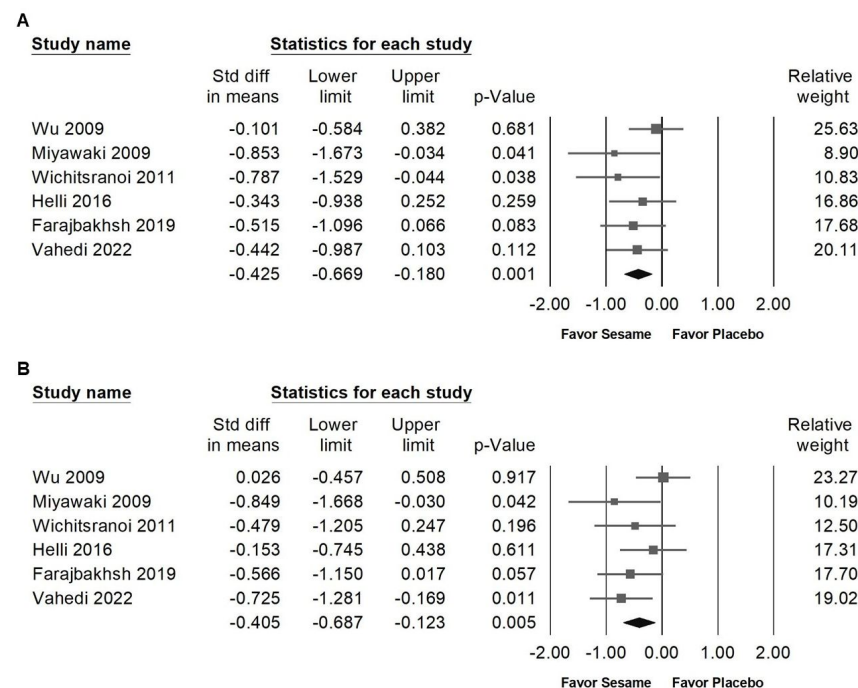 A
Study name Statistics for each study
Std diff Lower Upper Relative
in means limit limit p-Value weight
Wu 2009 -0.101 -0.584 0.382 0.681 25.63
Miyawaki 2009 -0.853 -1.673 -0.034 0.041 8.90
Wichitsranoi 2011 -0.787 -1.529 -0.044 0.038 10.83
Helli 2016 -0.343 -0.938 0.252 0.259 16.86
Farajbakhsh 2019 -0.515 -1.096 0.066 0.083 17.68
Vahedi 2022 -0.442 -0.987 0.103 0.112 20.11
-0.425 -0.669 -0.180 0.001
-2.00 -1.00 0.00 1.00 2.00
Favor Sesame Favor Placebo
B
Study name Statistics for each study
Std diff Lower Upper Relative
in means limit limit p-Value weight
Wu 2009 0.026 -0.457 0.508 0.917 23.27
Miyawaki 2009 -0.849 -1.668 -0.030 0.042 10.19
Wichitsranoi 2011 -0.479 -1.205 0.247 0.196 12.50
Helli 2016 -0.153 -0.745 0.438 0.611 17.31
Farajbakhsh 2019 -0.566 -1.150 0.017 0.057 17.70
Vahedi 2022 -0.725 -1.281 -0.169 0.011 19.02
-0.405 -0.687 -0.123 0.005
-2.00 -1.00 0.00 1.00 2.00
Favor Sesame Favor Placebo